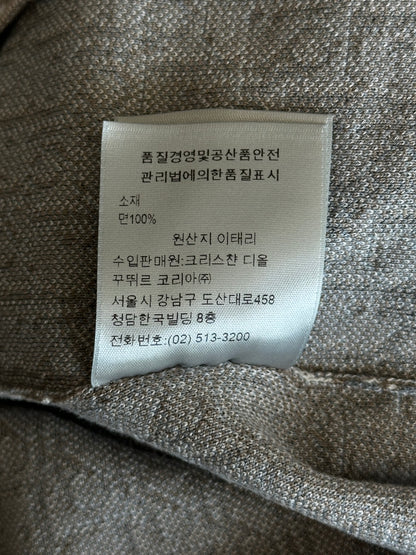 품질경영및공산품안전
관리법에의한품질표시
소재
면100%
원산지 이태리
수입판매원:크리스챤 디올
꾸뛰르 코리아㈜
서울시 강남구 도산대로458
청담한국빌딩 8층
전화번호:(02) 513-3200